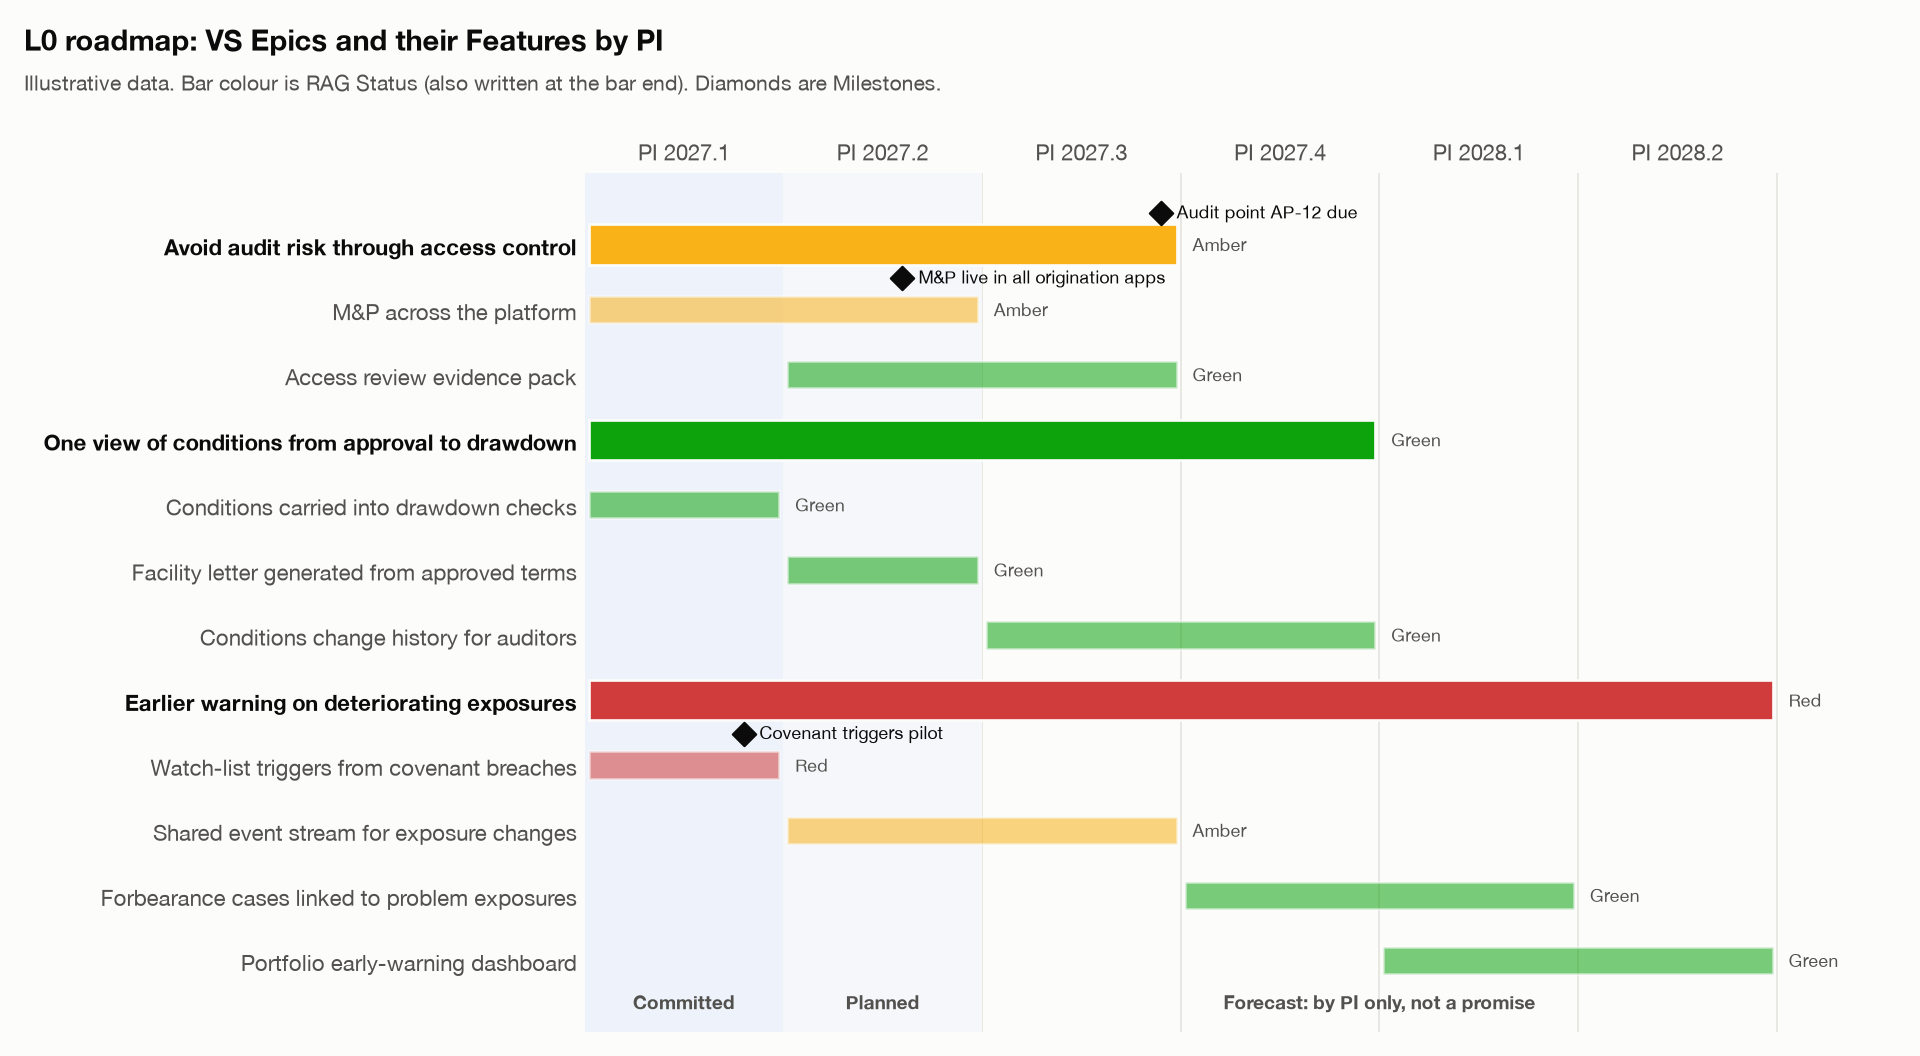 L0 roadmap: VS Epics and their Features by PI
Illustrative data. Bar colour is RAG Status (also written at the bar end). Diamonds are Milestones.
PI 2027.1 PI 2027.2 PI 2027.3 PI 2027.4 PI 2028.1 PI 2028.2
Audit point AP-12 due
Avoid audit risk through access control Amber
M&P live in all origination apps
M&P across the platform Amber
Access review evidence pack Green
One view of conditions from approval to drawdown Green
Conditions carried into drawdown checks Green
Facility letter generated from approved terms Green
Conditions change history for auditors Green
Earlier warning on deteriorating exposures Red
Covenant triggers pilot
Watch-list triggers from covenant breaches Red
Shared event stream for exposure changes Amber
Forbearance cases linked to problem exposures Green
Portfolio early-warning dashboard Green
Committed Planned Forecast: by PI only, not a promise